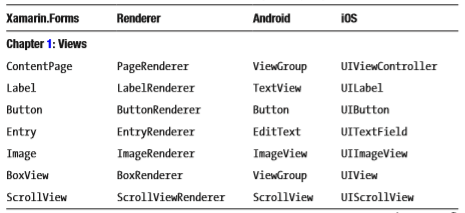 Xamarin.Forms Renderer Android iOS
Chapter 1: Views
ContentPage PageRenderer ViewGroup UIViewController
Label LabelRenderer TextView UILabel
Button ButtonRenderer Button UIButton
Entry EntryRenderer EditText UITextField
Image ImageRenderer ImageView UIImageView
BoxView BoxRenderer ViewGroup UIView
ScrollView ScrollViewRenderer ScrollView UIScrollView